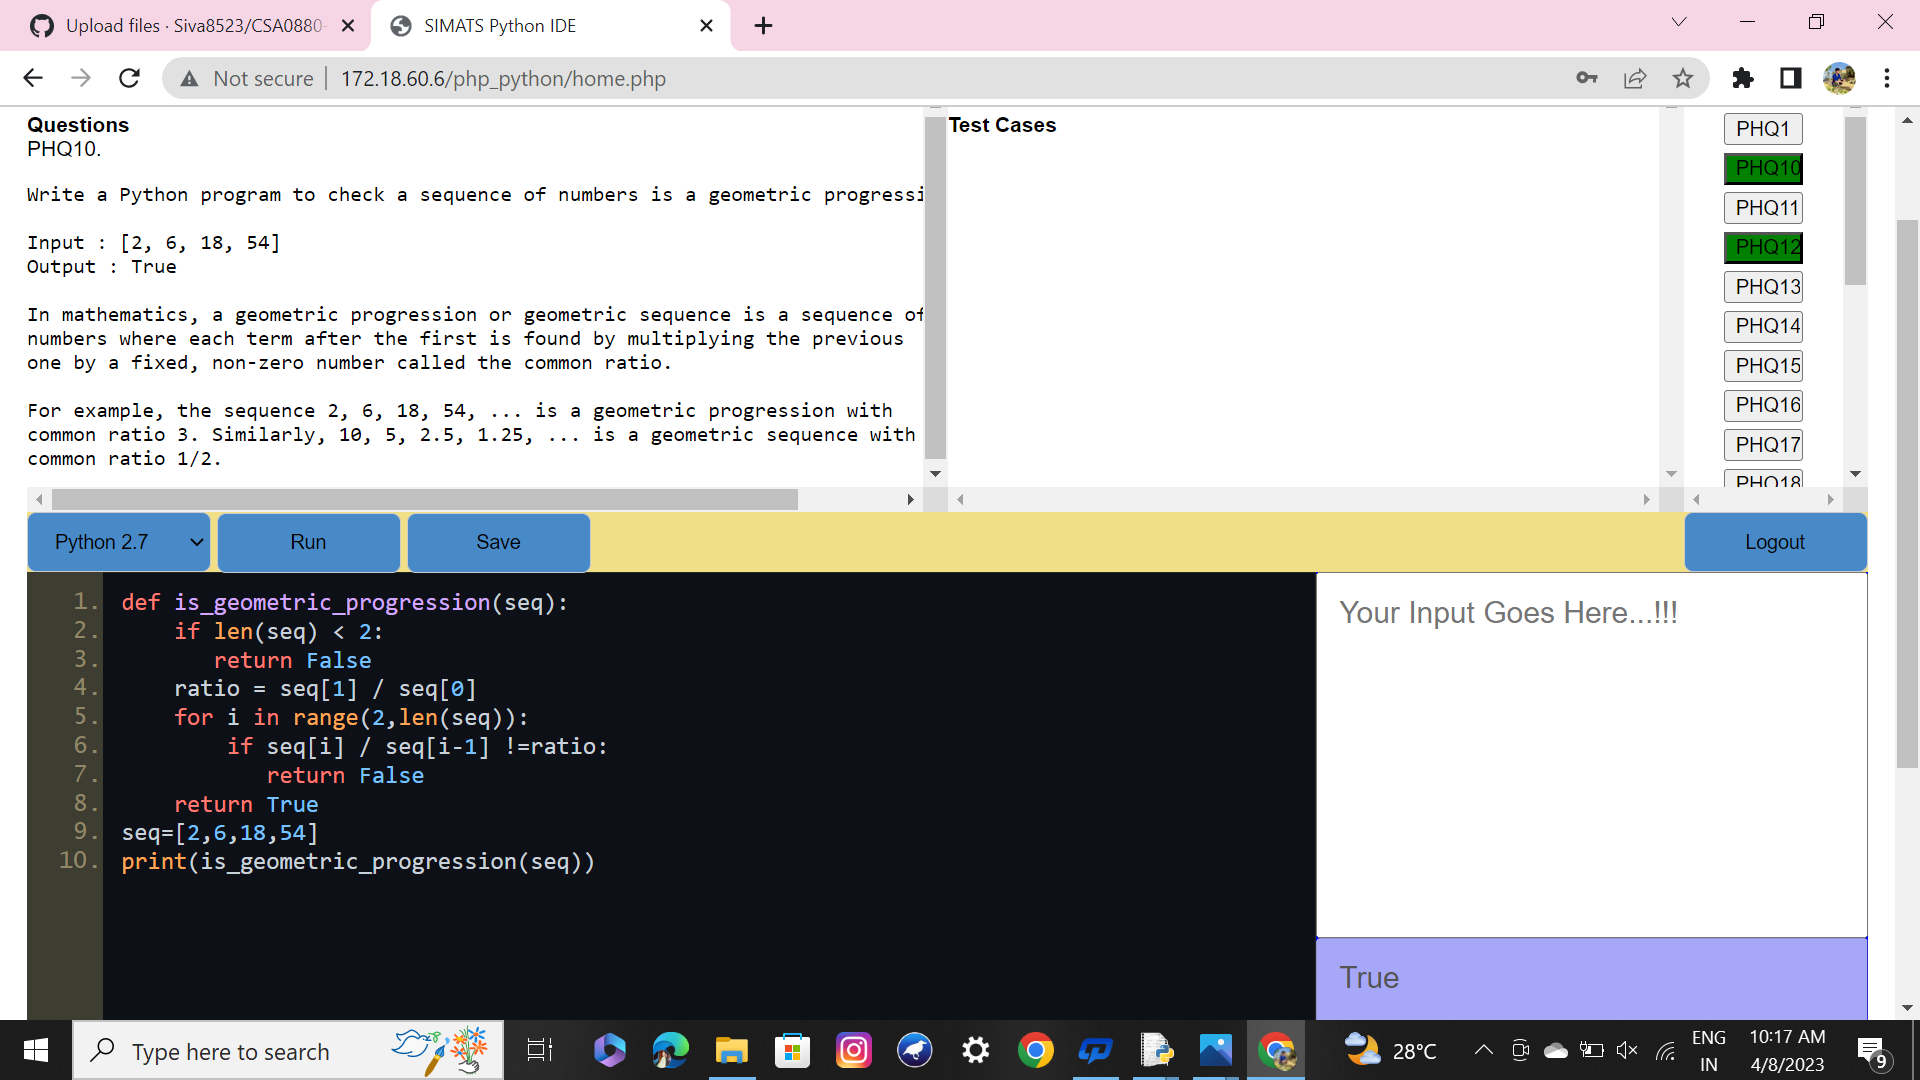 Upload files · Siva8523/CSA0880-
SIMATS Python IDE
Not secure
172.18.60.6/php_python/home.php
Questions
PHQ10.
Write a Python program to check a sequence of numbers is a geometric progressi
Input : [2, 6, 18, 54]
Output : True
In mathematics, a geometric progression or geometric sequence is a sequence of
numbers where each term after the first is found by multiplying the previous
one by a fixed, non-zero number called the common ratio.
For example, the sequence 2, 6, 18, 54, ... is a geometric progression with
common ratio 3. Similarly, 10, 5, 2.5, 1.25, ... is a geometric sequence with
common ratio 1/2.
Test Cases
PHQ1
PHQ10
PHQ11
PHQ12
PHQ13
PHQ14
PHQ15
PHQ16
PHQ17
PHQ18
Python 2.7
Run
Save
Logout
1. def is_geometric_progression(seq):
2. if len(seq) < 2:
3. return False
4. ratio = seq[1] / seq[0]
5. for i in range(2,len(seq)):
6. if seq[i] / seq[i-1] !=ratio:
7. return False
8. return True
9. seq=[2,6,18,54]
10. print(is_geometric_progression(seq))
Your Input Goes Here...!!!
True
Type here to search
28°C
ENG
IN
10:17 AM
4/8/2023
9